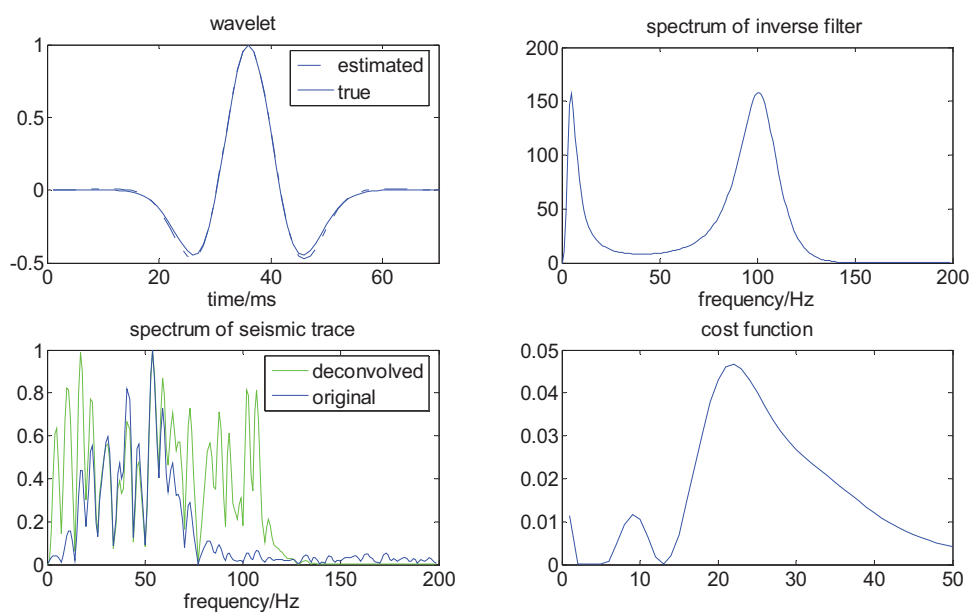 wavelet
1
0.5
0
-0.5
0 20 40 60
time/ms
estimated
true
spectrum of inverse filter
200
150
100
50
0
0 50 100 150 200
frequency/Hz
spectrum of seismic trace
1
0.8
0.6
0.4
0.2
0
0 50 100 150 200
frequency/Hz
deconvolved
original
cost function
0.05
0.04
0.03
0.02
0.01
0
0 10 20 30 40 50